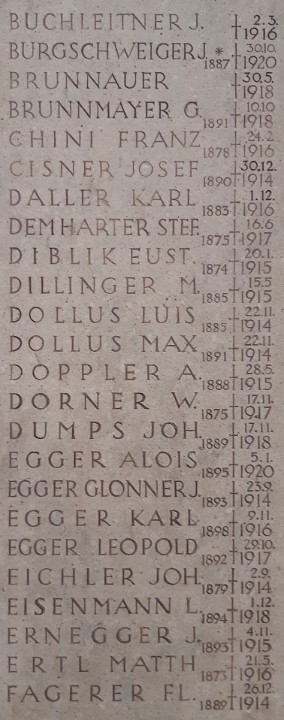 BUCHLEITNER J. † 2.3. 1916
BURGSCHWEIGER J. * 1887 † 30.10. 1920
BRUNNAUER † 30.5. 1918
BRUNNMAYER G. 1891 † 10.10 1918
CHINI FRANZ 1878 † 24.2. 1916
CISNER JOSEF 1890 † 30.12. 1914
DALLER KARL 1883 † 1.12. 1916
DEMHARTER STEF. 1875 † 16.6 1917
DIBLIK EUST. 1874 † 20.1. 1915
DILLINGER M. 1885 † 15.5 1915
DOLLUS LUIS 1885 † 22.11. 1914
DOLLUS MAX 1891 † 22.11. 1914
DOPPLER A. 1888 † 28.5. 1915
DORNER W. 1875 † 17.11. 1917
DUMPS JOH. 1889 † 17.11. 1918
EGGER ALOIS 1895 † 5.1. 1920
EGGER GLONNER J. 1893 † 23.9. 1914
EGGER KARL 1898 † 9.11. 1916
EGGER LEOPOLD 1892 † 29.10. 1917
EICHLER JOH. 1879 † 2.9. 1914
EISENMANN L. 1894 † 1.12. 1918
ERNEGGER J. 1893 † 4.11. 1915
ERTL MATTH. 1873 † 21.5. 1916
FAGERER FL. 1889 † 26.12. 1914